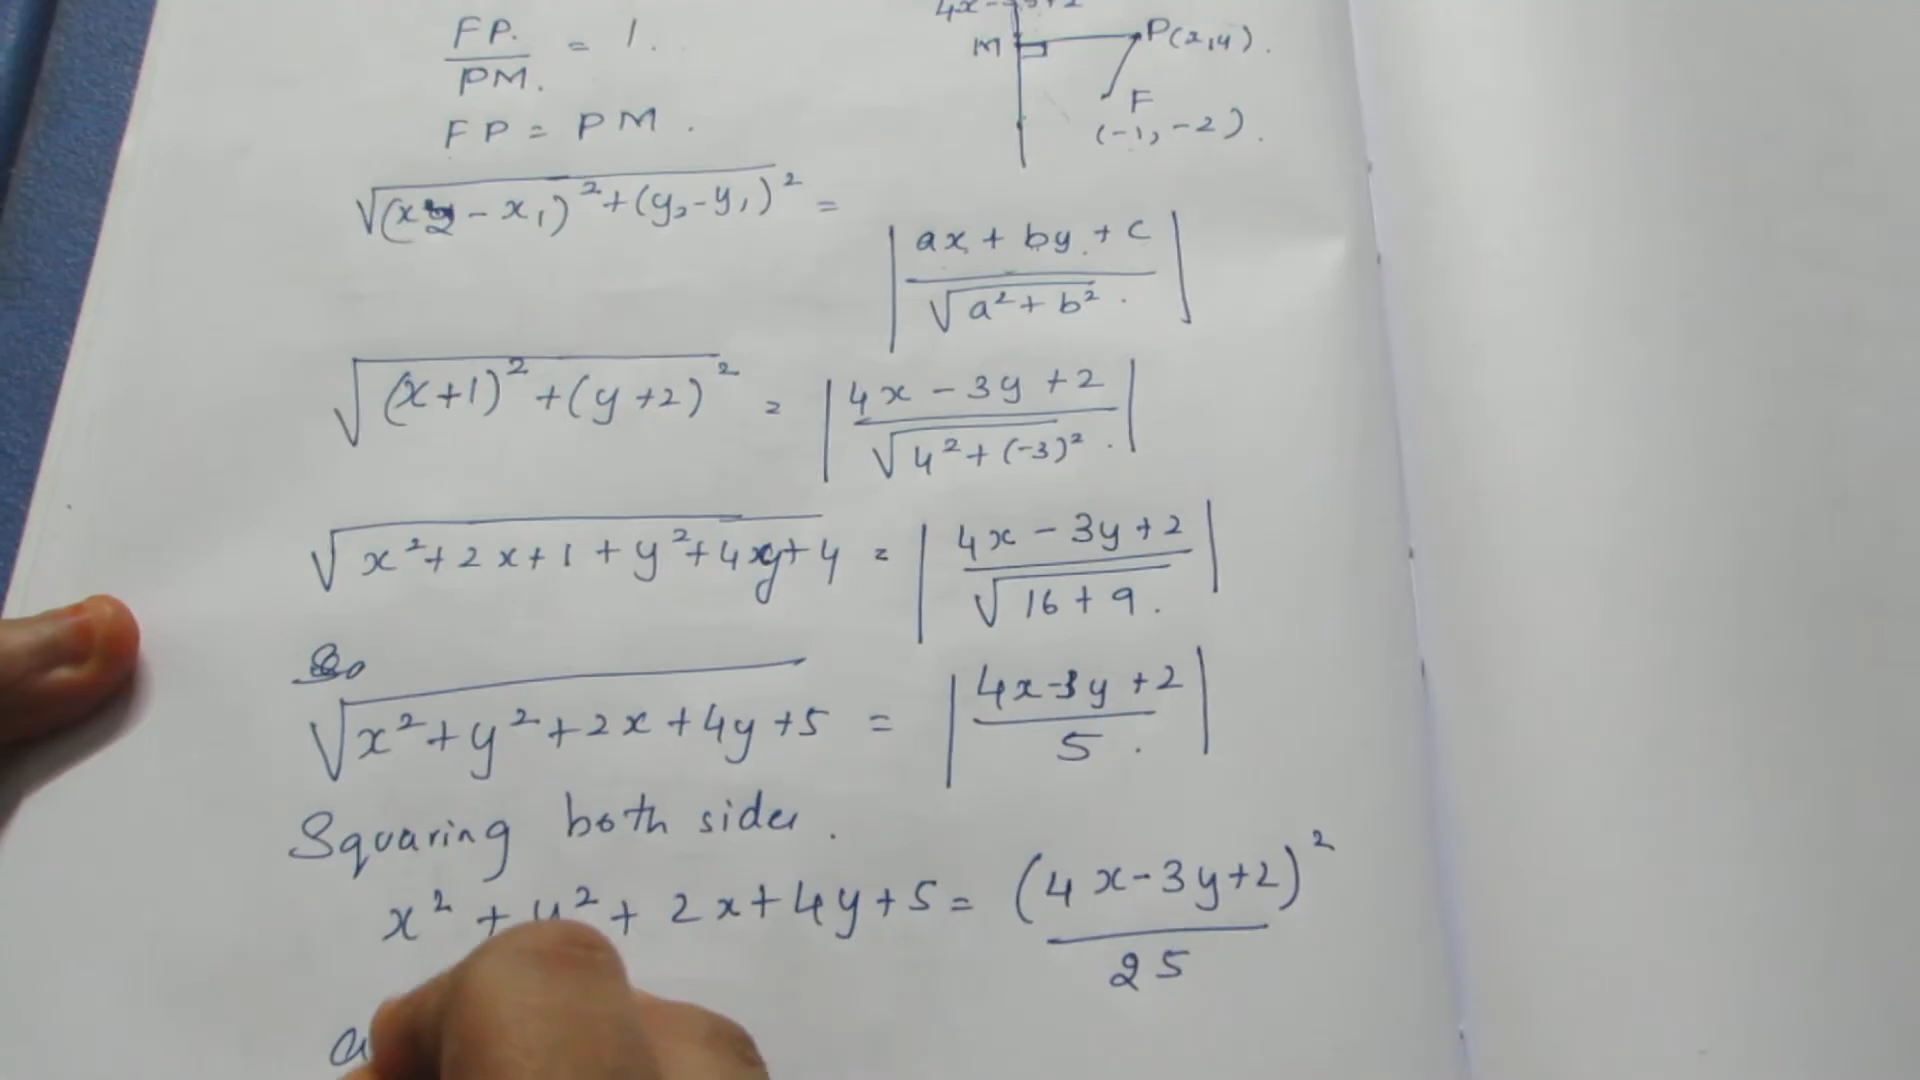 FP. / PM. = 1.
FP = PM.
M
P(x,y).
F
(-1, -2).
√(x2 - x1)² + (y2 - y1)² =
| ax + by + c / √a² + b². |
√(x+1)² + (y+2)² = | 4x - 3y + 2 / √4² + (-3)². |
√x² + 2x + 1 + y² + 4y + 4 = | 4x - 3y + 2 / √16 + 9. |
√x² + y² + 2x + 4y + 5 = | 4x - 3y + 2 / 5. |
Squaring both sides.
x² + y² + 2x + 4y + 5 = (4x - 3y + 2)² / 25